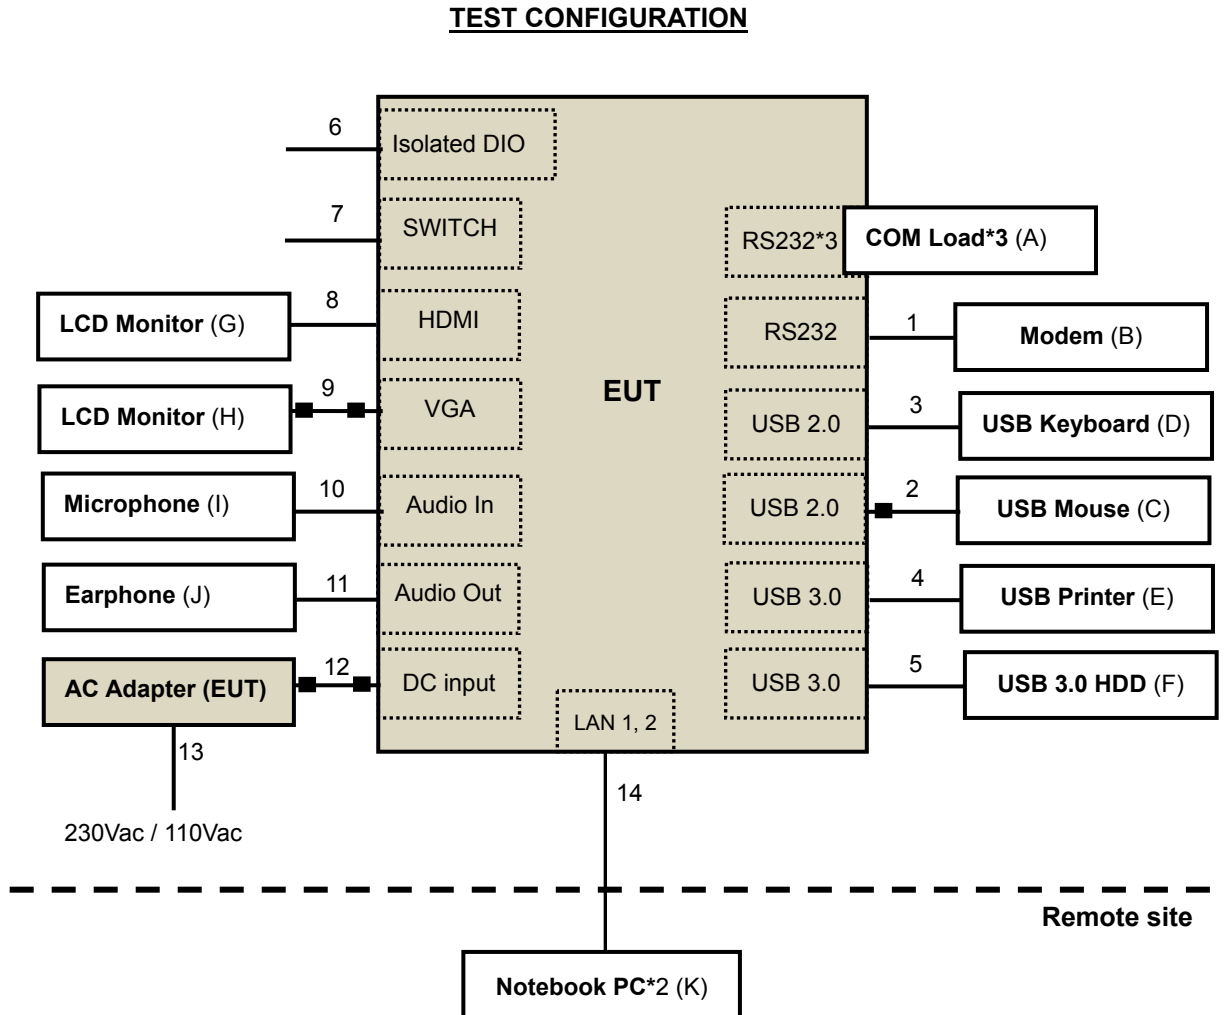 TEST CONFIGURATION
6
Isolated DIO
7
SWITCH
RS232*3
COM Load*3 (A)
LCD Monitor (G)
8
HDMI
RS232
1
Modem (B)
EUT
LCD Monitor (H)
9
VGA
USB 2.0
3
USB Keyboard (D)
Microphone (I)
10
Audio In
USB 2.0
2
USB Mouse (C)
Earphone (J)
11
Audio Out
USB 3.0
4
USB Printer (E)
AC Adapter (EUT)
12
DC input
USB 3.0
5
USB 3.0 HDD (F)
LAN 1, 2
13
14
230Vac / 110Vac
Remote site
Notebook PC*2 (K)